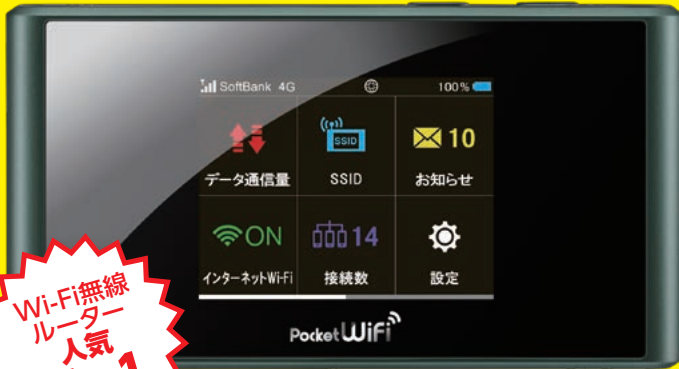 SoftBank 4G
100%
SSID
10
データ通信量
SSID
お知らせ
ON
14
インターネットWi-Fi
接続数
設定
Pocket WiFi
Wi-Fi無線
ルーター
人気
1